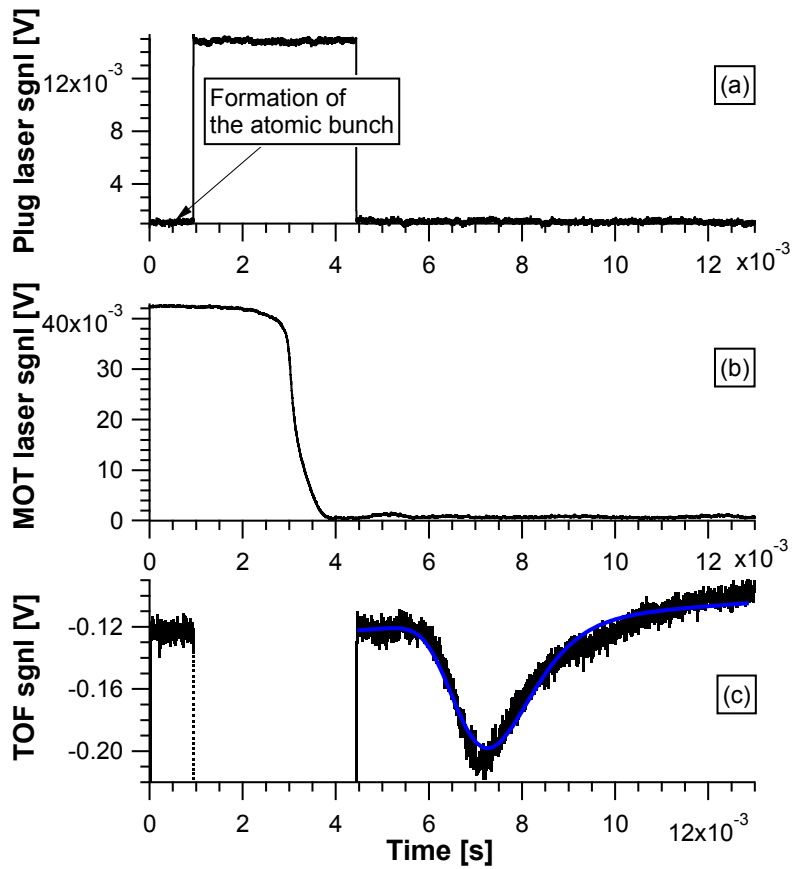 Plug laser sgnl [V]
12x10⁻³
8
4
Formation of
the atomic bunch
(a)
0 2 4 6 8 10 12 x10⁻³
MOT laser sgnl [V]
40x10⁻³
30
20
10
0
(b)
0 2 4 6 8 10 12 x10⁻³
TOF sgnl [V]
-0.12
-0.16
-0.20
(c)
0 2 4 6 8 10 12x10⁻³
Time [s]